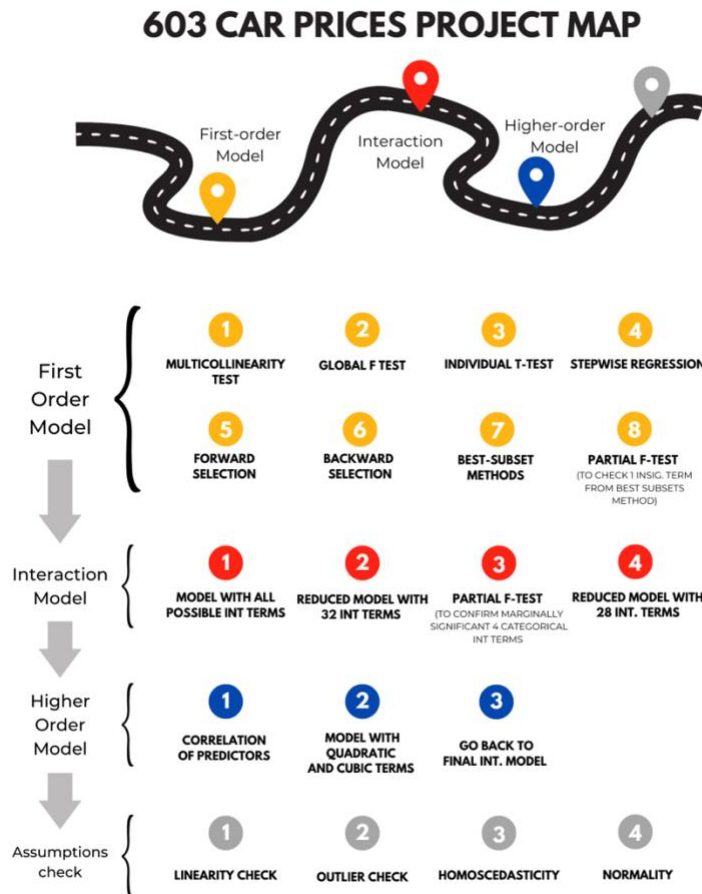 603 CAR PRICES PROJECT MAP
First-order
Model
Interaction
Model
Higher-order
Model
First
Order
Model
1
MULTICOLLINEARITY
TEST
2
GLOBAL F TEST
3
INDIVIDUAL T-TEST
4
STEPWISE REGRESSION
5
FORWARD
SELECTION
6
BACKWARD
SELECTION
7
BEST-SUBSET
METHODS
8
PARTIAL F-TEST
(TO CHECK 1 INSIG. TERM
FROM BEST SUBSETS
METHOD)
Interaction
Model
1
MODEL WITH ALL
POSSIBLE INT TERMS
2
REDUCED MODEL WITH
32 INT TERMS
3
PARTIAL F-TEST
(TO CONFIRM MARGINALLY
SIGNIFICANT 4 CATEGORICAL
INT TERMS
4
REDUCED MODEL WITH
28 INT. TERMS
Higher
Order
Model
1
CORRELATION
OF PREDICTORS
2
MODEL WITH
QUADRATIC
AND CUBIC TERMS
3
GO BACK TO
FINAL INT. MODEL
Assumptions
check
1
LINEARITY CHECK
2
OUTLIER CHECK
3
HOMOSCEDASTICITY
4
NORMALITY